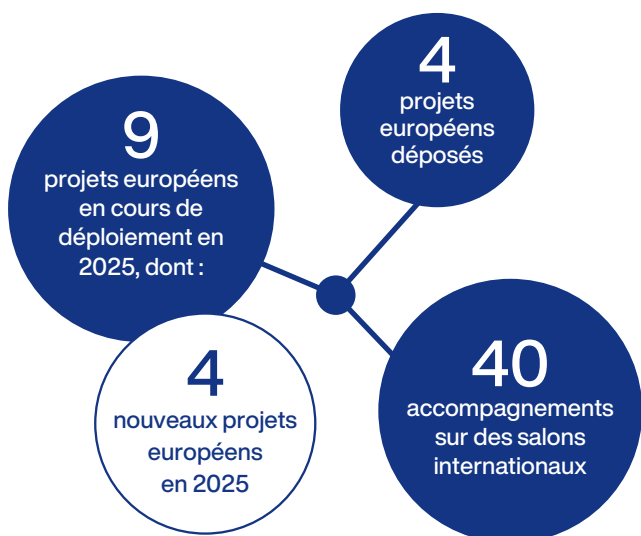 9
projets européens
en cours de
déploiement en
2025, dont :
4
nouveaux projets
européens
en 2025
4
projets
européens
déposés
40
accompagnements
sur des salons
internationaux